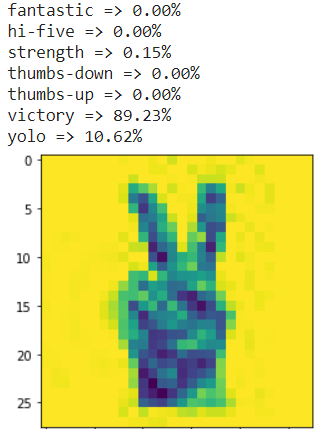 fantastic => 0.00%
hi-five => 0.00%
strength => 0.15%
thumbs-down => 0.00%
thumbs-up => 0.00%
victory => 89.23%
yolo => 10.62%
0
5
10
15
20
25